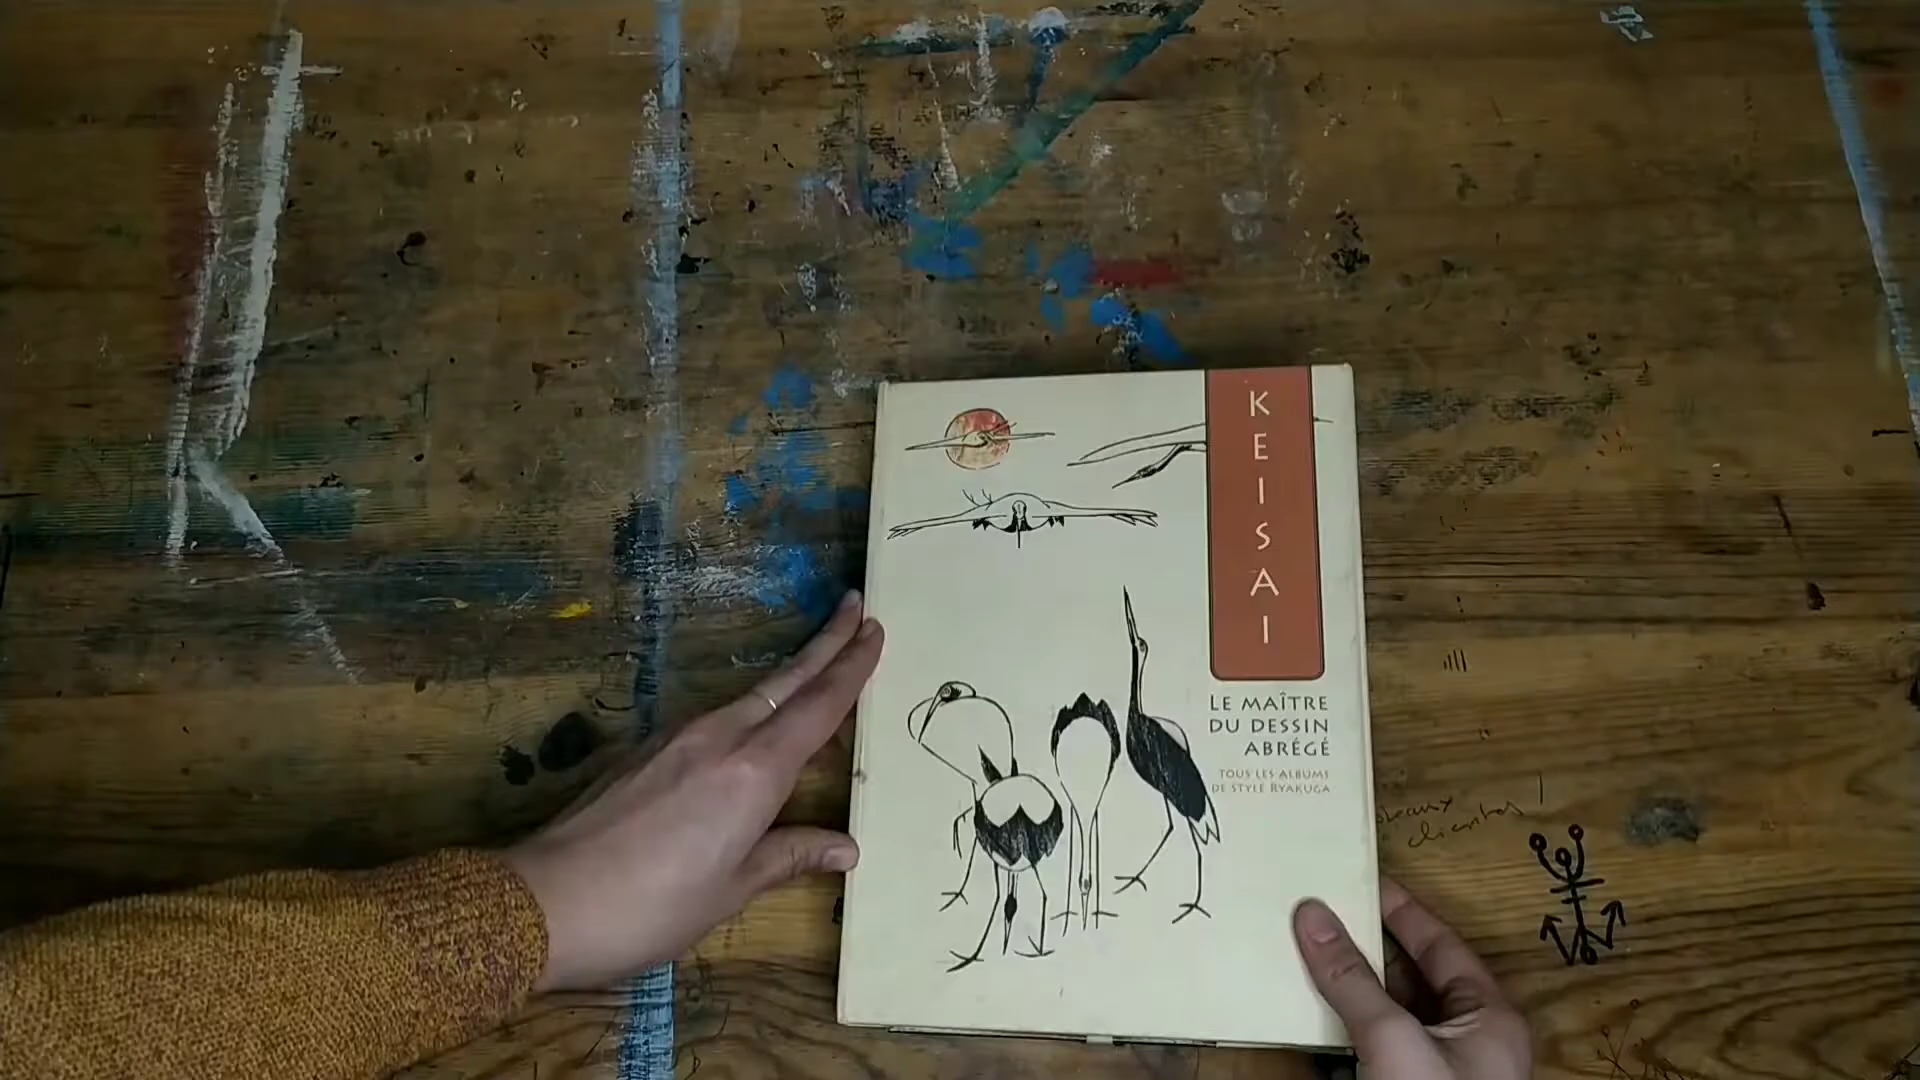 KEISAI
LE MAÎTRE
DU DESSIN
ABRÉGÉ
TOUS LES ALBUMS
DE STYLE RYAKUGA